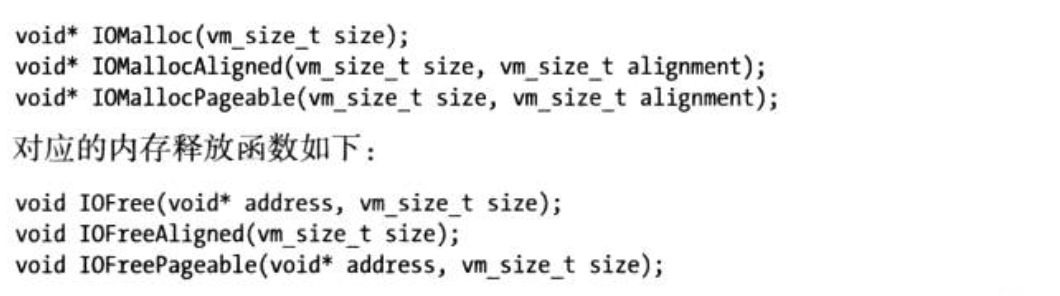 void* IOMalloc(vm_size_t size);
void* IOMallocAligned(vm_size_t size, vm_size_t alignment);
void* IOMallocPageable(vm_size_t size, vm_size_t alignment);
对应的内存释放函数如下：
void IOFree(void* address, vm_size_t size);
void IOFreeAligned(vm_size_t size);
void IOFreePageable(void* address, vm_size_t size);